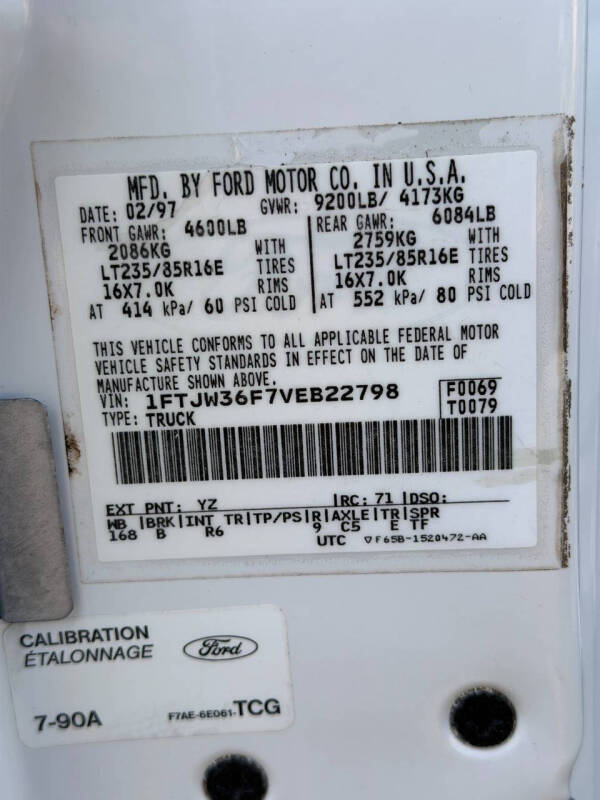 MFD. BY FORD MOTOR CO. IN U.S.A.
DATE: 02/97 GVWR: 9200LB/ 4173KG
FRONT GAWR: 4600LB REAR GAWR: 6084LB
2086KG WITH 2759KG WITH
LT235/85R16E TIRES LT235/85R16E TIRES
16X7.0K RIMS 16X7.0K RIMS
AT 414 kPa/ 60 PSI COLD AT 552 kPa/ 80 PSI COLD
THIS VEHICLE CONFORMS TO ALL APPLICABLE FEDERAL MOTOR
VEHICLE SAFETY STANDARDS IN EFFECT ON THE DATE OF
MANUFACTURE SHOWN ABOVE.
VIN: 1FTJW36F7VEB22798 F0069
TYPE: TRUCK T0079
EXT PNT: YZ RC: 71 DSO:
WB BRK INT TR TP/PS R AXLE TR SPR
168 B R6 9 C5 E TF
UTC ▽F65B-1520472-AA
CALIBRATION
ÉTALONNAGE
Ford
7-90A F7AE-6E061-TCG